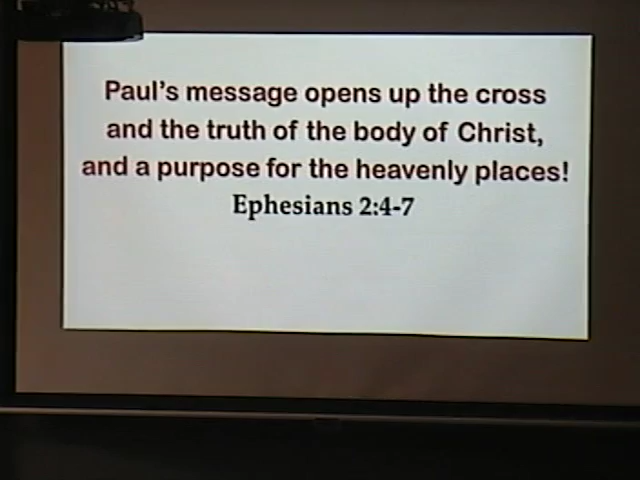 Paul's message opens up the cross
and the truth of the body of Christ,
and a purpose for the heavenly places!
Ephesians 2:4-7